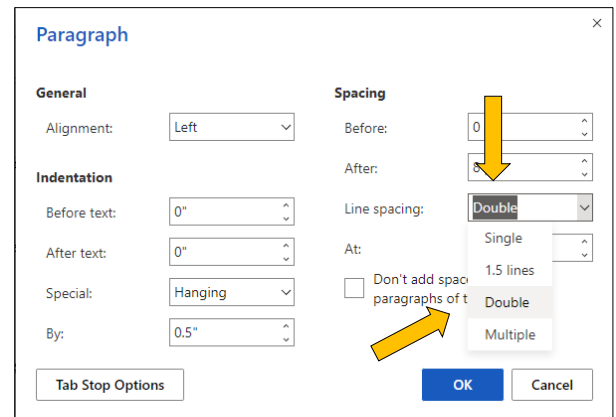 Paragraph
General
Alignment: Left
Indentation
Before text: 0"
After text: 0"
Special: Hanging
By: 0.5"
Tab Stop Options
Spacing
Before: 0
After: 8
Line spacing: Double
Single
1.5 lines
Double
Multiple
At:
Don't add spac
paragraphs of t
OK
Cancel